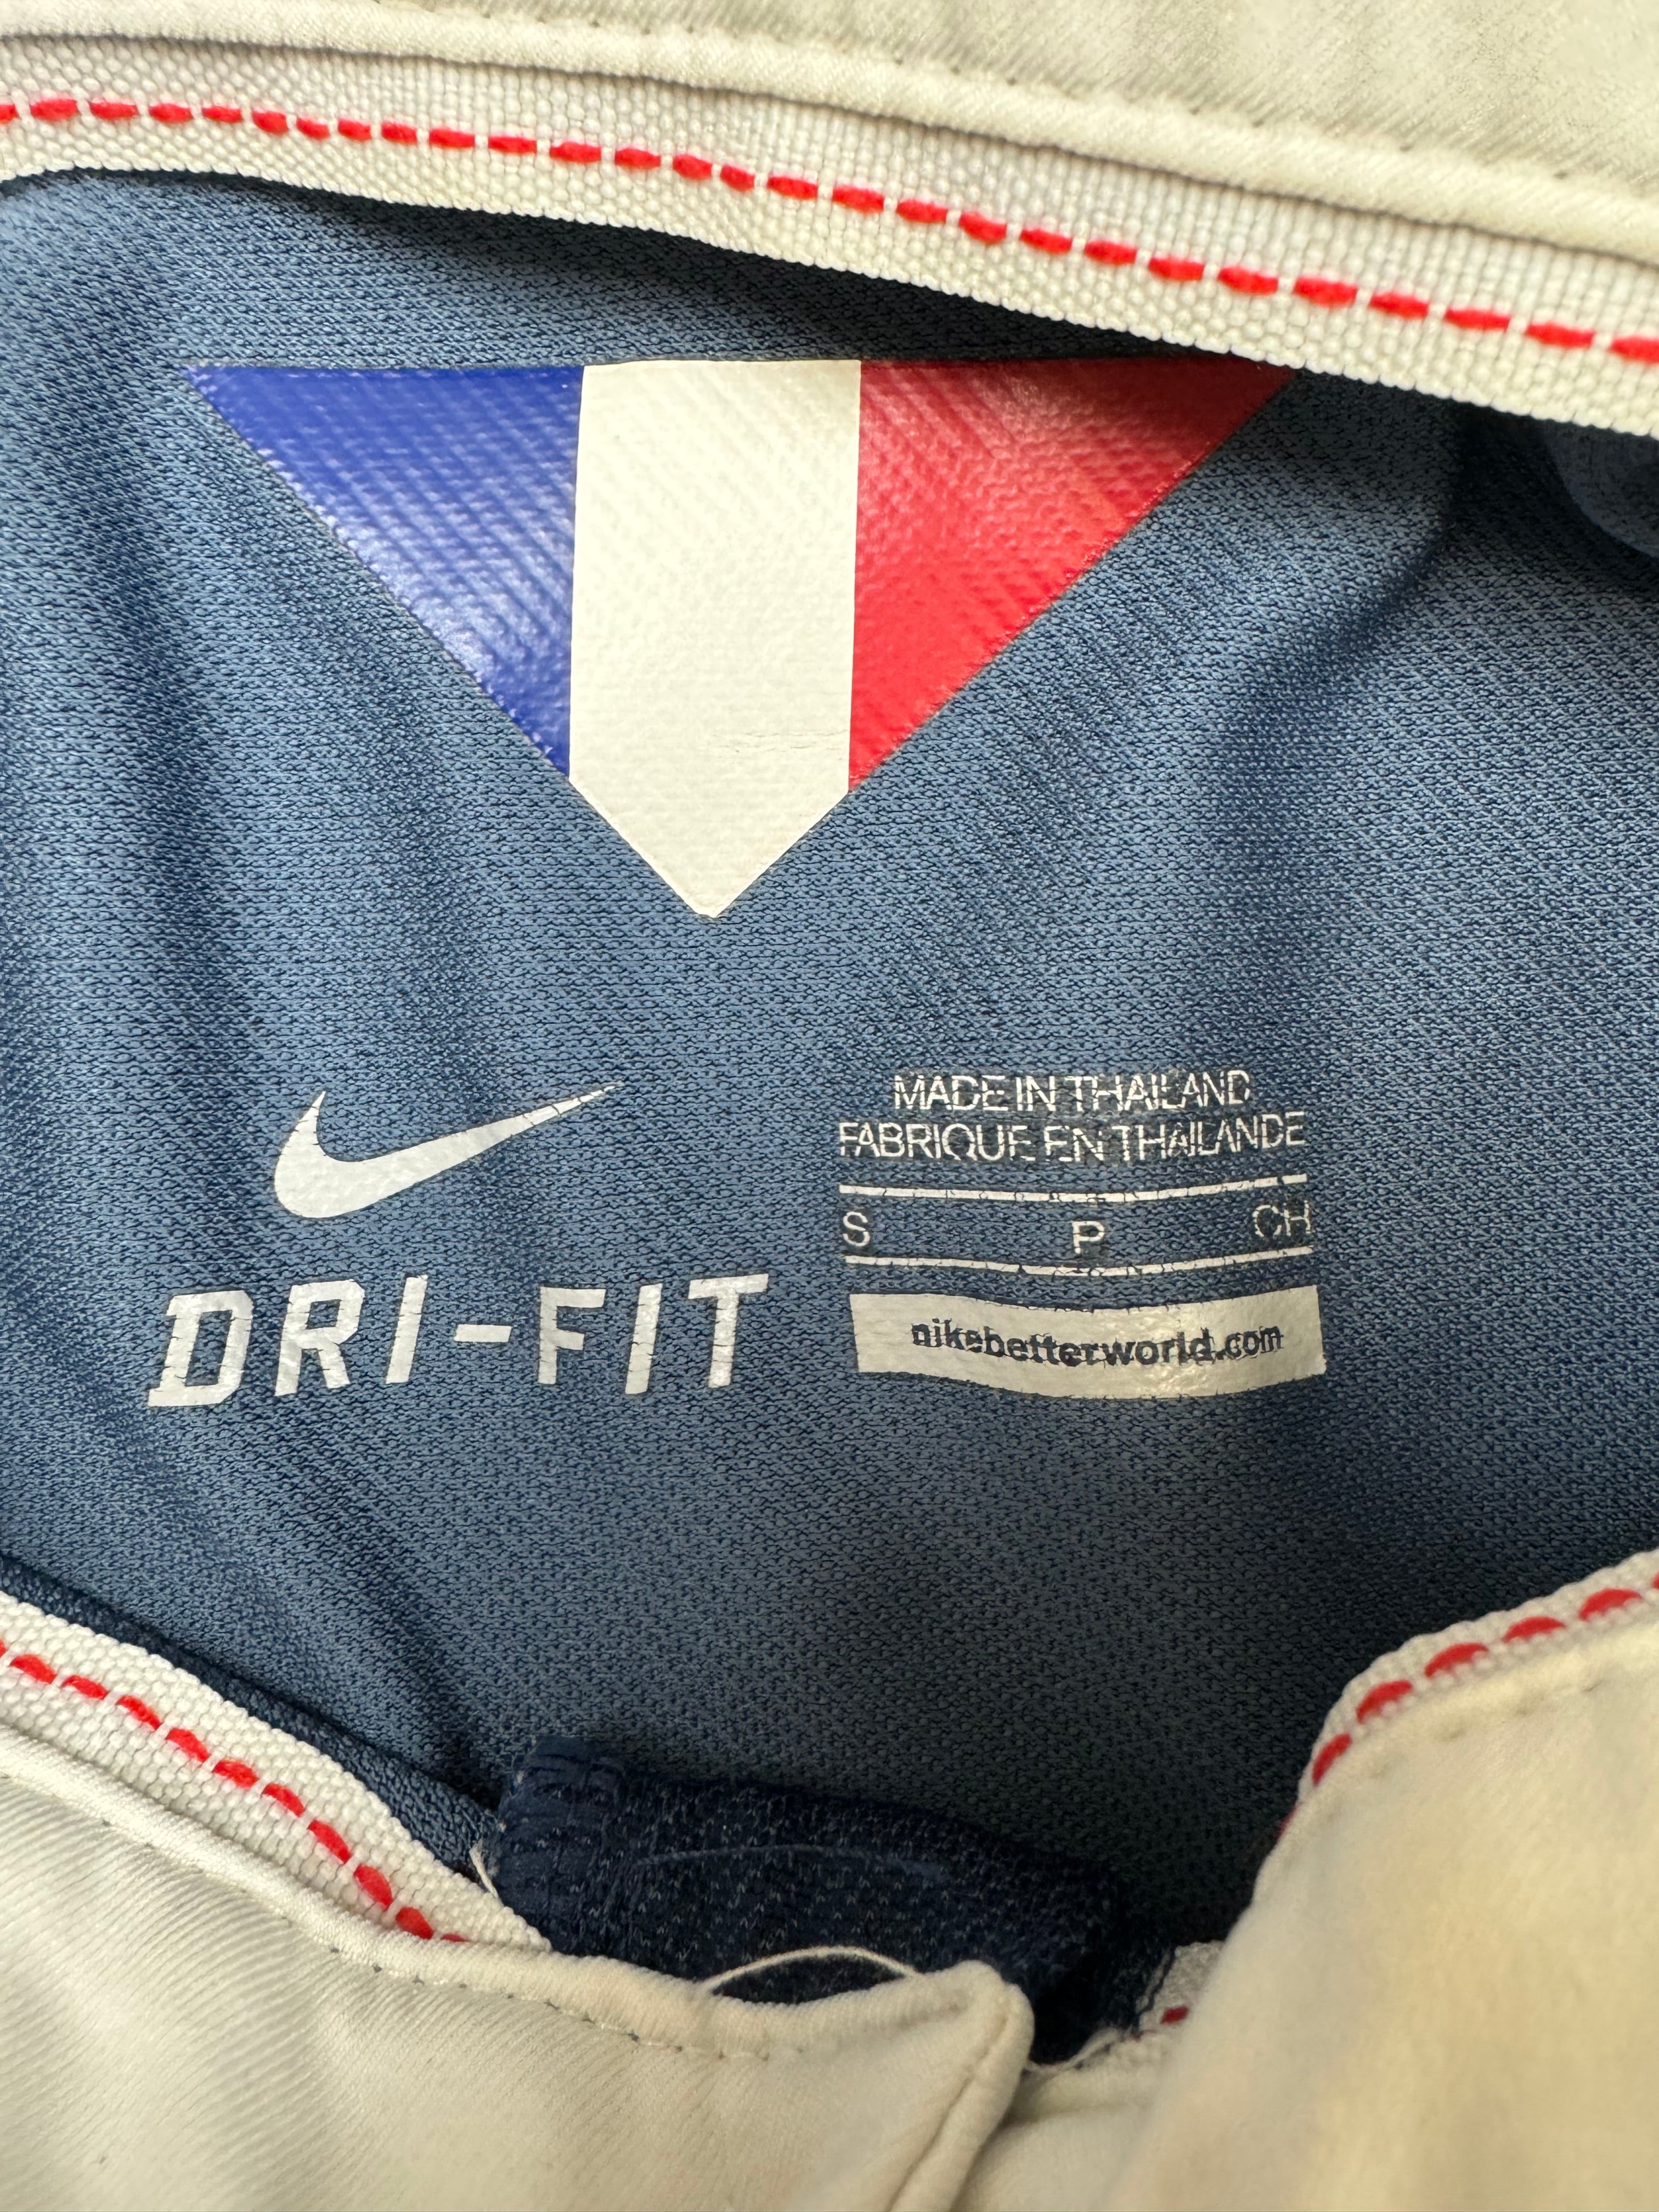 DRI-FIT
MADE IN THAILAND
FABRIQUE EN THAILANDE
S P CH
nikebetterworld.com